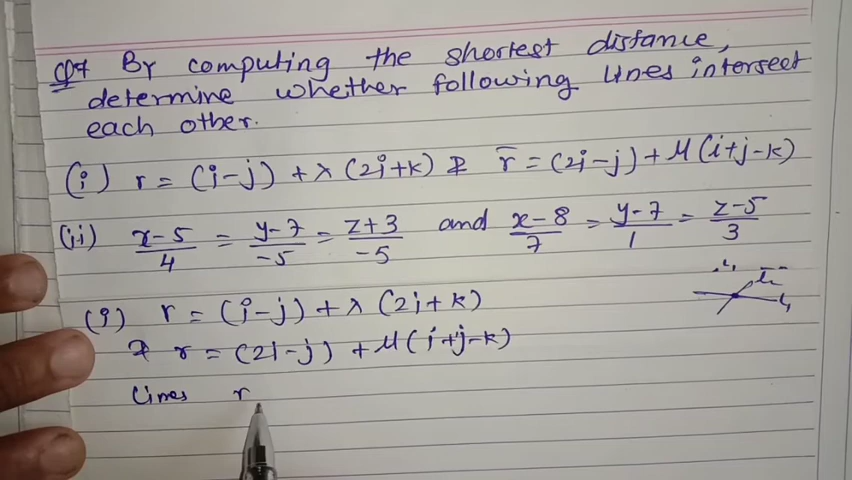 Q7 By computing the shortest distance,
determine whether following lines intersect
each other.
(i) r = (i-j) + λ (2i+k) & r̄ = (2i-j) + μ (i+j-k)
(ii) x-5/4 = y-7/-5 = z+3/-5 and x-8/7 = y-7/1 = z-5/3
(i) r = (i-j) + λ (2i+k)
& r = (2i-j) + μ (i+j-k)
Lines r